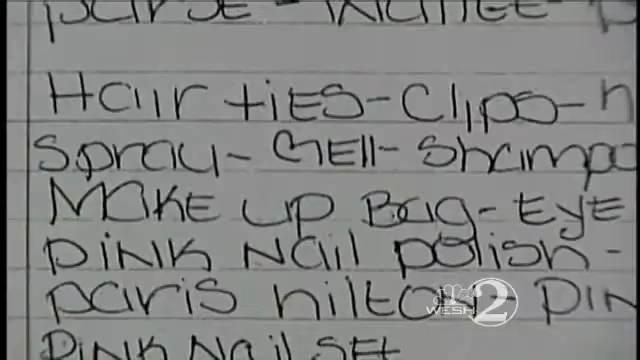 purse -
Hair ties - Clips - h
Spray - Gell - Shampo
Make up Bag - Eye
pink nail polish -
paris hilton - pin
pink nail set
WESH 2